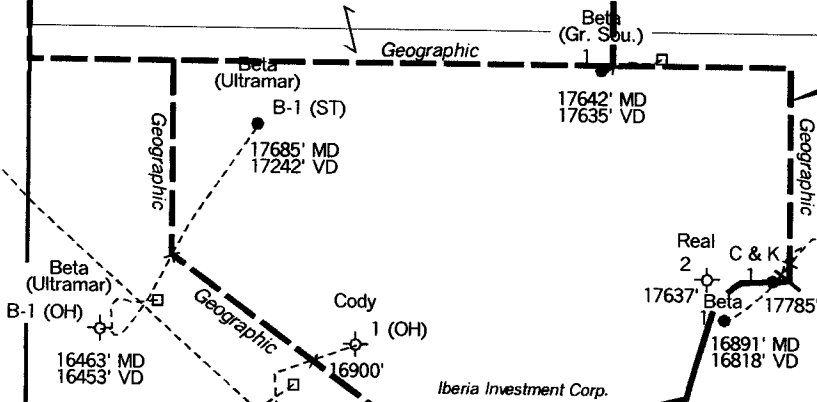 Beta
(Gr. Sou.)
1
Geographic
Beta
(Ultramar)
B-1 (ST)
17685' MD
17242' VD
17642' MD
17635' VD
Geographic
Geographic
Real
2
17637'
C & K
1
17785'
Beta
1
16891' MD
16818' VD
Beta
(Ultramar)
B-1 (OH)
16463' MD
16453' VD
Geographic
Cody
1 (OH)
16900'
Iberia Investment Corp.